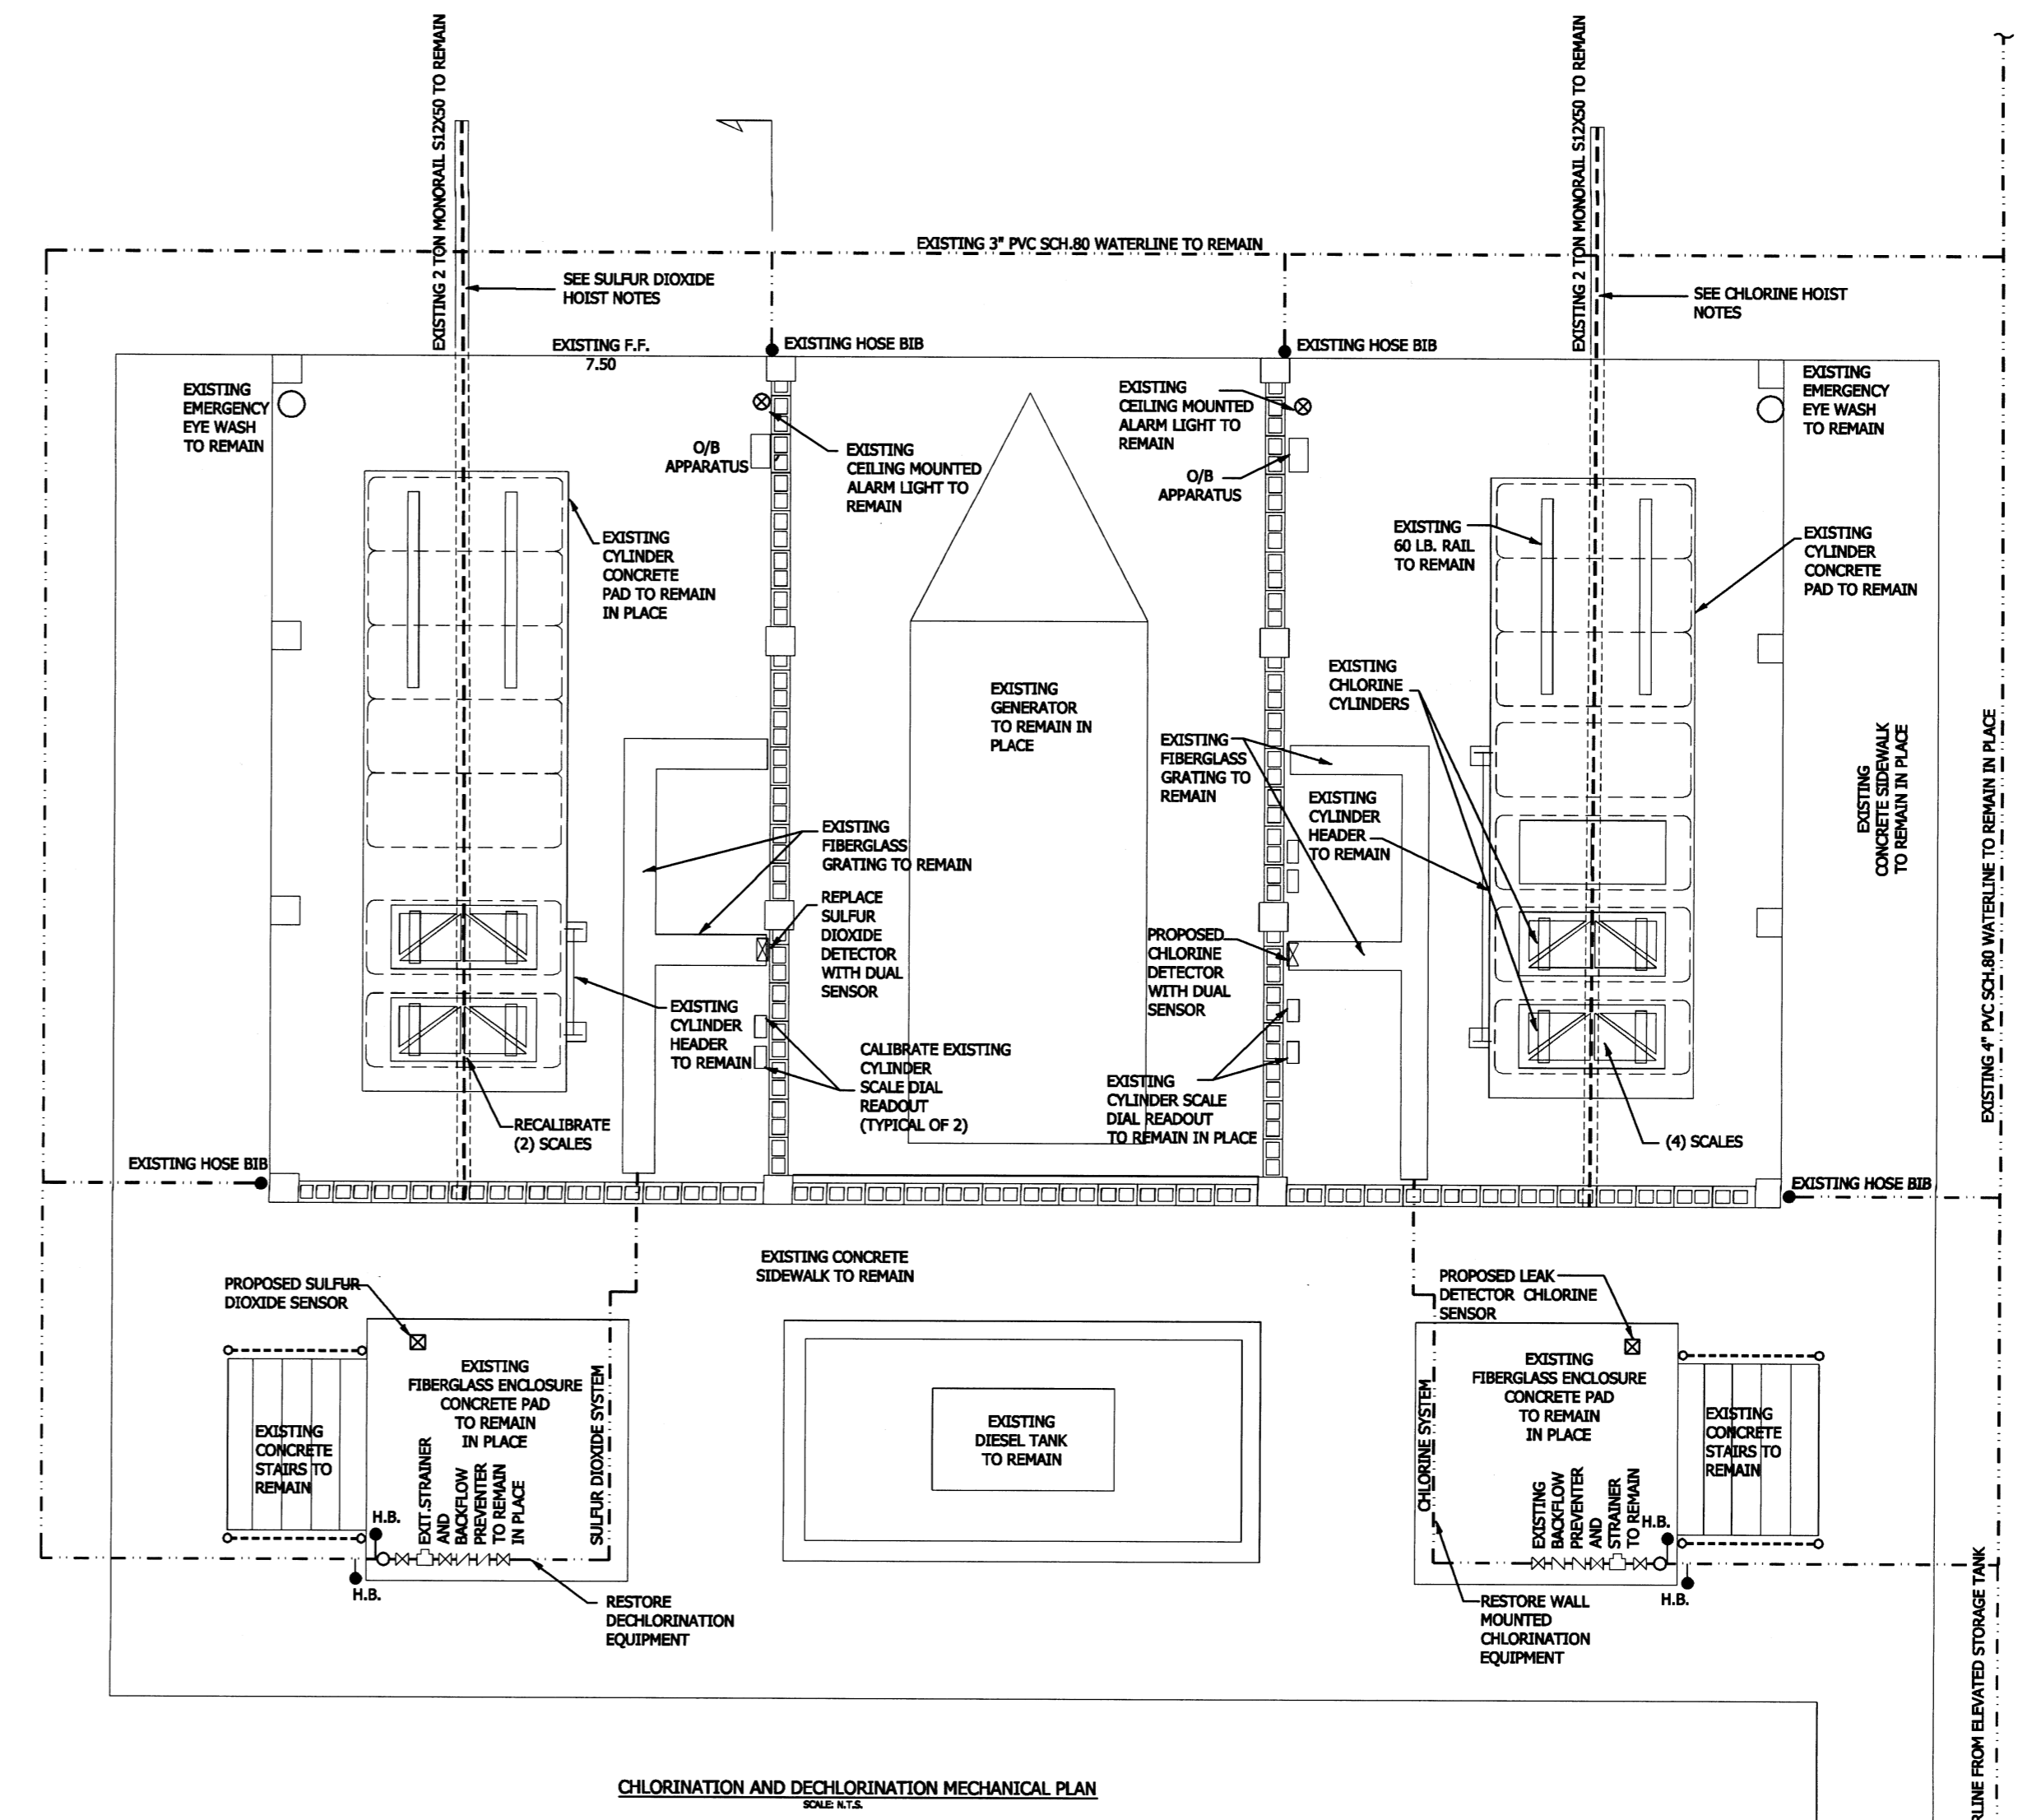 EXISTING 2 TON MONORAIL S12X50 TO REMAIN
EXISTING 2 TON MONORAIL S12X50 TO REMAIN
EXISTING 3" PVC SCH.80 WATERLINE TO REMAIN
SEE SULFUR DIOXIDE
HOIST NOTES
SEE CHLORINE HOIST
NOTES
EXISTING F.F.
7.50
EXISTING HOSE BIB
EXISTING HOSE BIB
EXISTING
EMERGENCY
EYE WASH
TO REMAIN
O/B
APPARATUS
EXISTING
CEILING MOUNTED
ALARM LIGHT TO
REMAIN
EXISTING
CEILING MOUNTED
ALARM LIGHT TO
REMAIN
O/B
APPARATUS
EXISTING
EMERGENCY
EYE WASH
TO REMAIN
EXISTING
CYLINDER
CONCRETE
PAD TO REMAIN
IN PLACE
EXISTING
60 LB. RAIL
TO REMAIN
EXISTING
CYLINDER
CONCRETE
PAD TO REMAIN
EXISTING
GENERATOR
TO REMAIN IN
PLACE
EXISTING
CHLORINE
CYLINDERS
EXISTING
FIBERGLASS
GRATING TO
REMAIN
EXISTING
CYLINDER
HEADER
TO REMAIN
EXISTING
CONCRETE SIDEWALK
TO REMAIN IN PLACE
EXISTING 4" PVC SCH.80 WATERLINE TO REMAIN IN PLACE
EXISTING
FIBERGLASS
GRATING TO REMAIN
REPLACE
SULFUR
DIOXIDE
DETECTOR
WITH DUAL
SENSOR
PROPOSED
CHLORINE
DETECTOR
WITH DUAL
SENSOR
EXISTING
CYLINDER
HEADER
TO REMAIN
CALIBRATE EXISTING
CYLINDER
SCALE DIAL
READOUT
(TYPICAL OF 2)
EXISTING
CYLINDER SCALE
DIAL READOUT
TO REMAIN IN PLACE
RECALIBRATE
(2) SCALES
(4) SCALES
EXISTING HOSE BIB
EXISTING HOSE BIB
EXISTING CONCRETE
SIDEWALK TO REMAIN
PROPOSED SULFUR
DIOXIDE SENSOR
PROPOSED LEAK
DETECTOR CHLORINE
SENSOR
EXISTING
FIBERGLASS ENCLOSURE
CONCRETE PAD
TO REMAIN
IN PLACE
SULFUR DIOXIDE SYSTEM
EXISTING
CONCRETE
STAIRS TO
REMAIN
H.B.
EXIT.STRAINER
AND
BACKFLOW
PREVENTER
TO REMAIN
IN PLACE
H.B.
EXISTING
DIESEL TANK
TO REMAIN
CHLORINE SYSTEM
EXISTING
FIBERGLASS ENCLOSURE
CONCRETE PAD
TO REMAIN
IN PLACE
EXISTING
BACKFLOW
PREVENTER
AND
STRAINER
TO REMAIN
H.B.
H.B.
EXISTING
CONCRETE
STAIRS TO
REMAIN
RESTORE
DECHLORINATION
EQUIPMENT
RESTORE WALL
MOUNTED
CHLORINATION
EQUIPMENT
RLINE FROM ELEVATED STORAGE TANK
CHLORINATION AND DECHLORINATION MECHANICAL PLAN
SCALE: N.T.S.